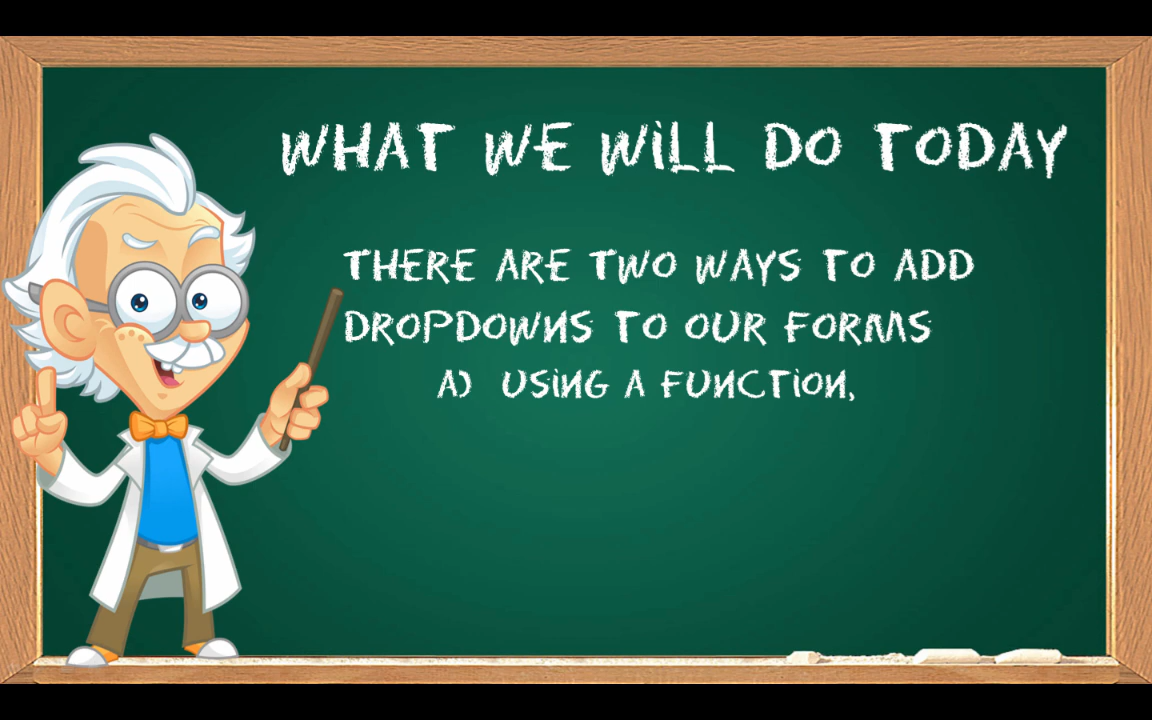 WHAT WE WILL DO TODAY
THERE ARE TWO WAYS TO ADD
DROPDOWNS TO OUR FORMS
A) USING A FUNCTION,